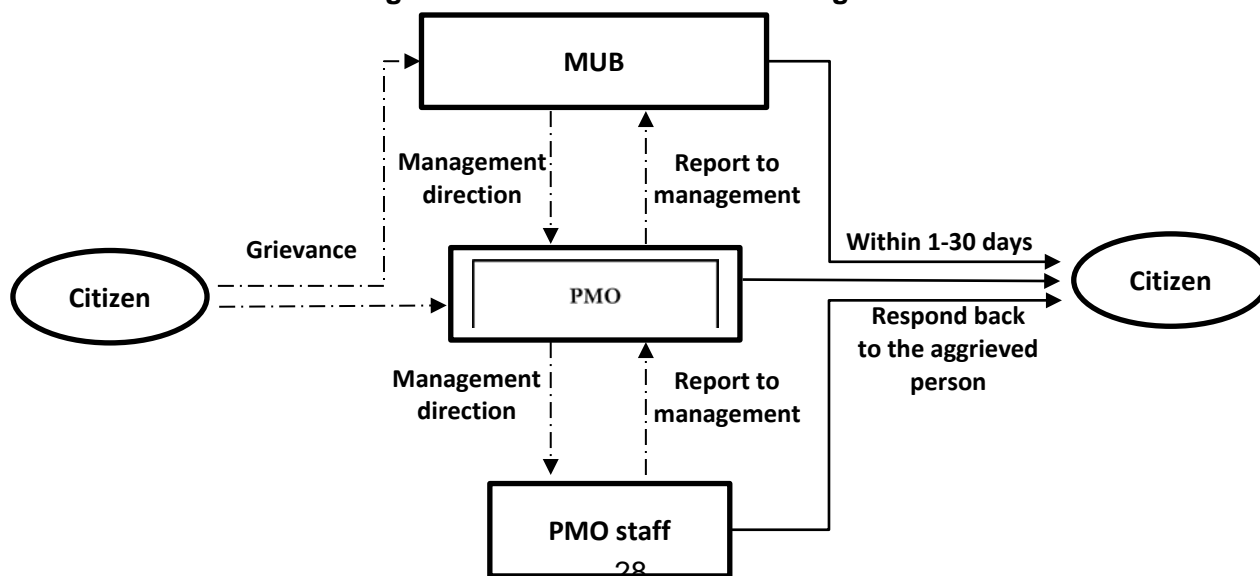 MUB
Management
direction
Report to
management
Grievance
Within 1-30 days
Citizen
PMO
Citizen
Respond back
to the aggrieved
person
Management
direction
Report to
management
PMO staff
28